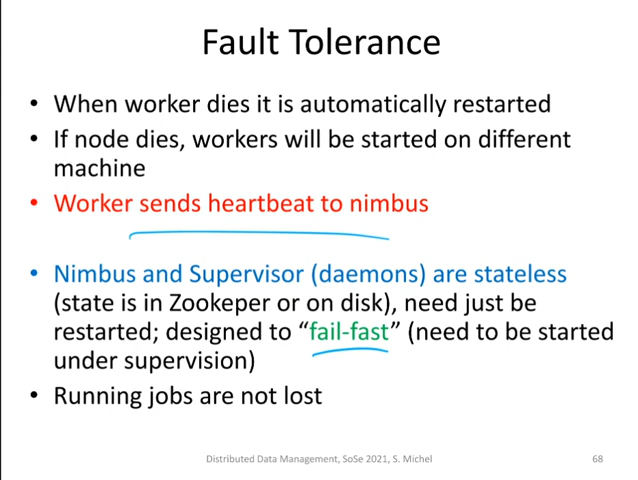 Fault Tolerance
• When worker dies it is automatically restarted
• If node dies, workers will be started on different
machine
• Worker sends heartbeat to nimbus
• Nimbus and Supervisor (daemons) are stateless
(state is in Zookeper or on disk), need just be
restarted; designed to “fail-fast” (need to be started
under supervision)
• Running jobs are not lost
Distributed Data Management, SoSe 2021, S. Michel
68